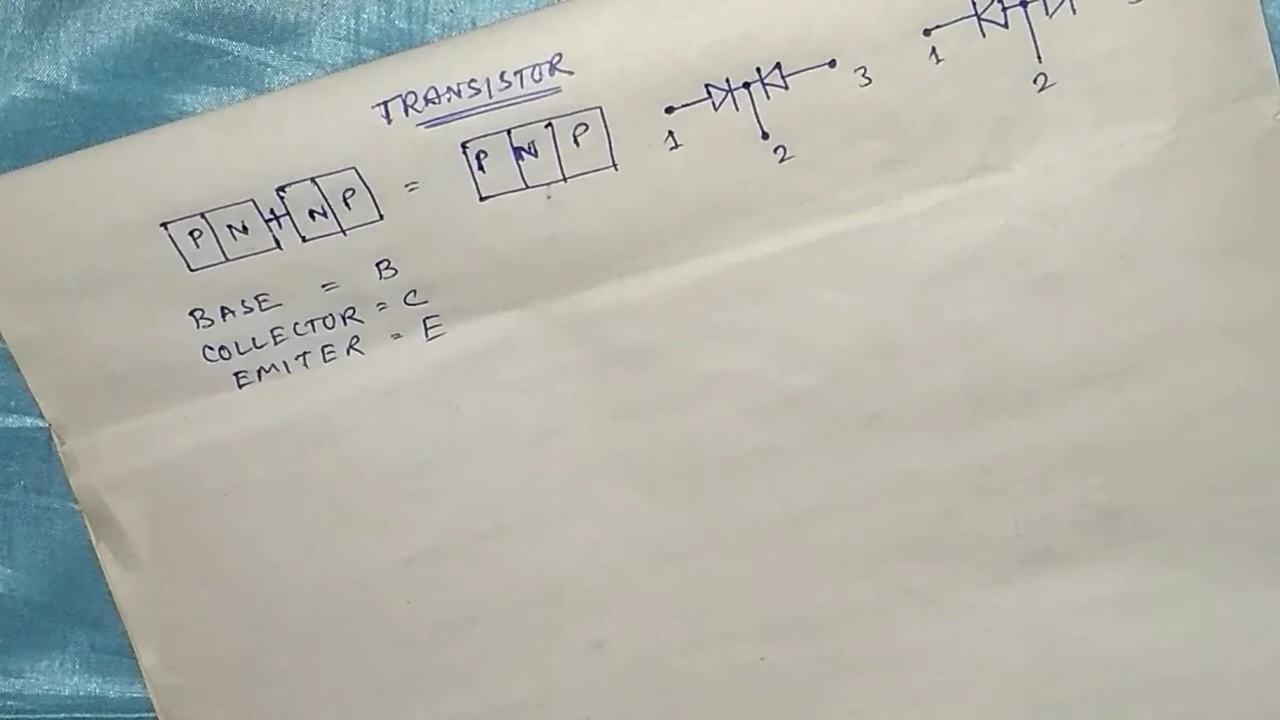 TRANSISTOR
P N + N P = P N P
1 2 3
1 2
BASE = B
COLLECTOR = C
EMITER = E